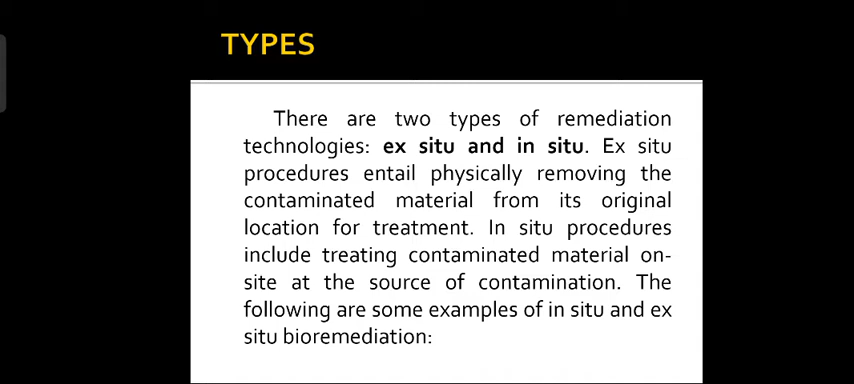 TYPES
There are two types of remediation
technologies: ex situ and in situ. Ex situ
procedures entail physically removing the
contaminated material from its original
location for treatment. In situ procedures
include treating contaminated material on-
site at the source of contamination. The
following are some examples of in situ and ex
situ bioremediation: